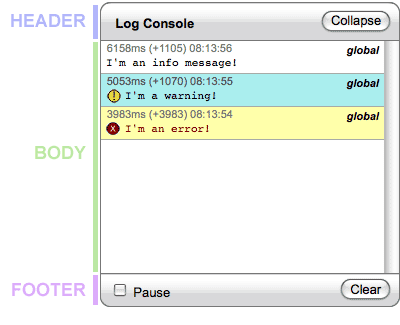 HEADER
Log Console
Collapse
6158ms (+1105) 08:13:56
global
I'm an info message!
5053ms (+1070) 08:13:55
global
! I'm a warning!
3983ms (+3983) 08:13:54
global
X I'm an error!
BODY
FOOTER
Pause
Clear